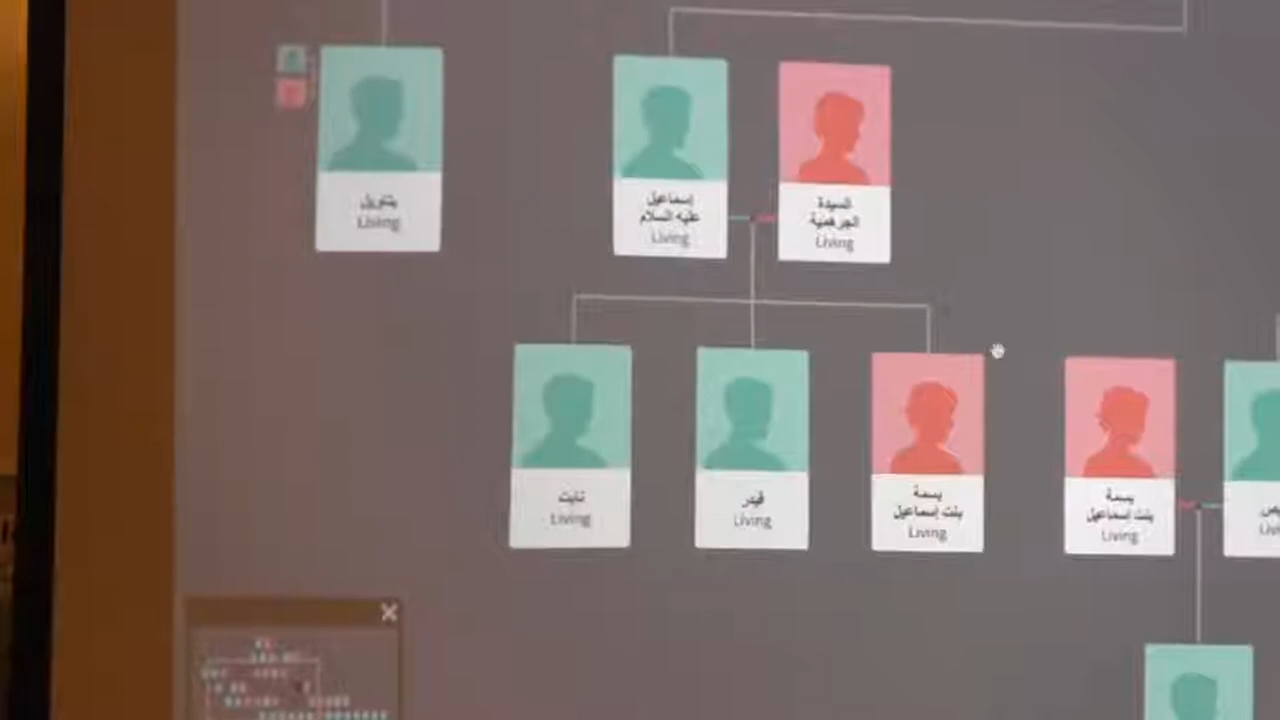 بتنويل
Living
إسماعيل
عليه السلام
Living
السيدة
الجرهمية
Living
نابت
Living
قيدر
Living
بسمة
بنت إسماعيل
Living
بسمة
بنت إسماعيل
Living